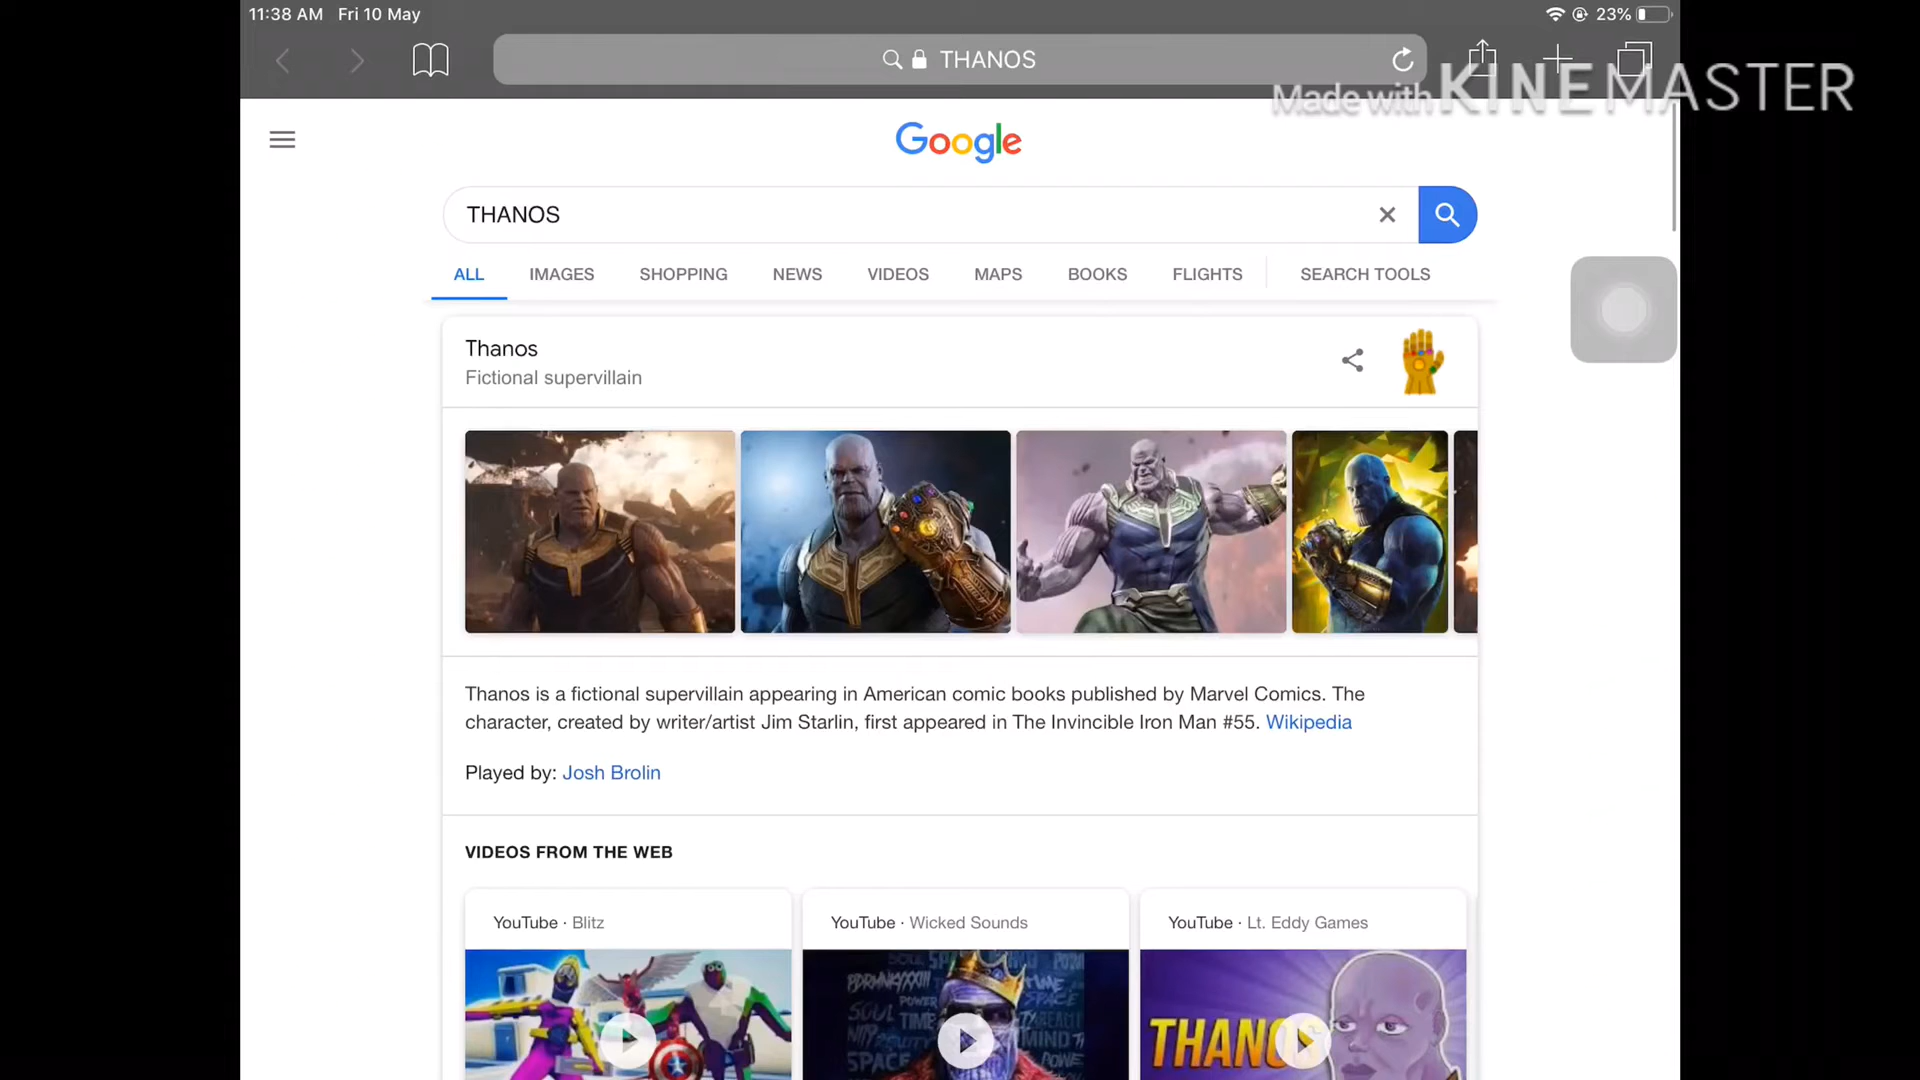 11:38 AM Fri 10 May
23%
THANOS
Made with KINEMASTER
Google
THANOS
ALL IMAGES SHOPPING NEWS VIDEOS MAPS BOOKS FLIGHTS SEARCH TOOLS
Thanos
Fictional supervillain
Thanos is a fictional supervillain appearing in American comic books published by Marvel Comics. The
character, created by writer/artist Jim Starlin, first appeared in The Invincible Iron Man #55. Wikipedia
Played by: Josh Brolin
VIDEOS FROM THE WEB
YouTube · Blitz
YouTube · Wicked Sounds
YouTube · Lt. Eddy Games
SOUL
POWER
SPACE
SOUL TIME
MIND
SPACE
THANOS